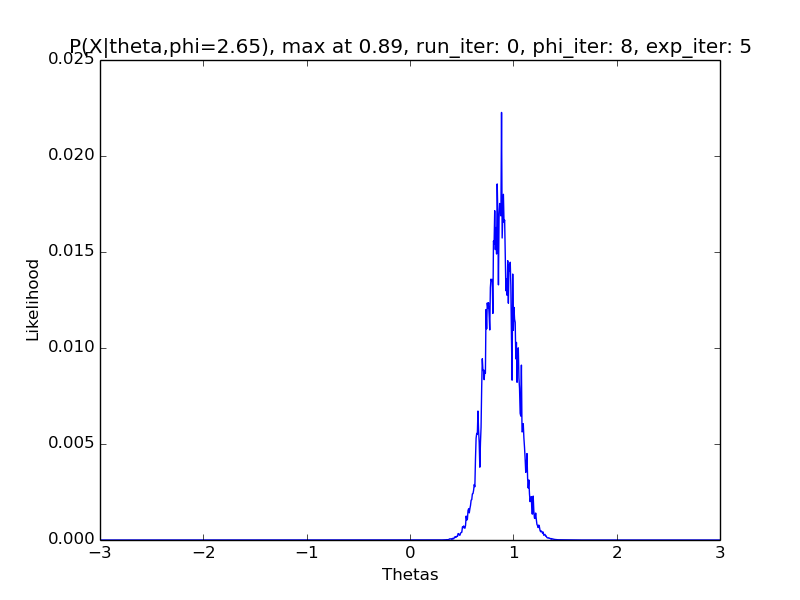 P(X|theta,phi=2.65), max at 0.89, run_iter: 0, phi_iter: 8, exp_iter: 5
0.025
0.020
0.015
0.010
0.005
0.000
Likelihood
−3 −2 −1 0 1 2 3
Thetas